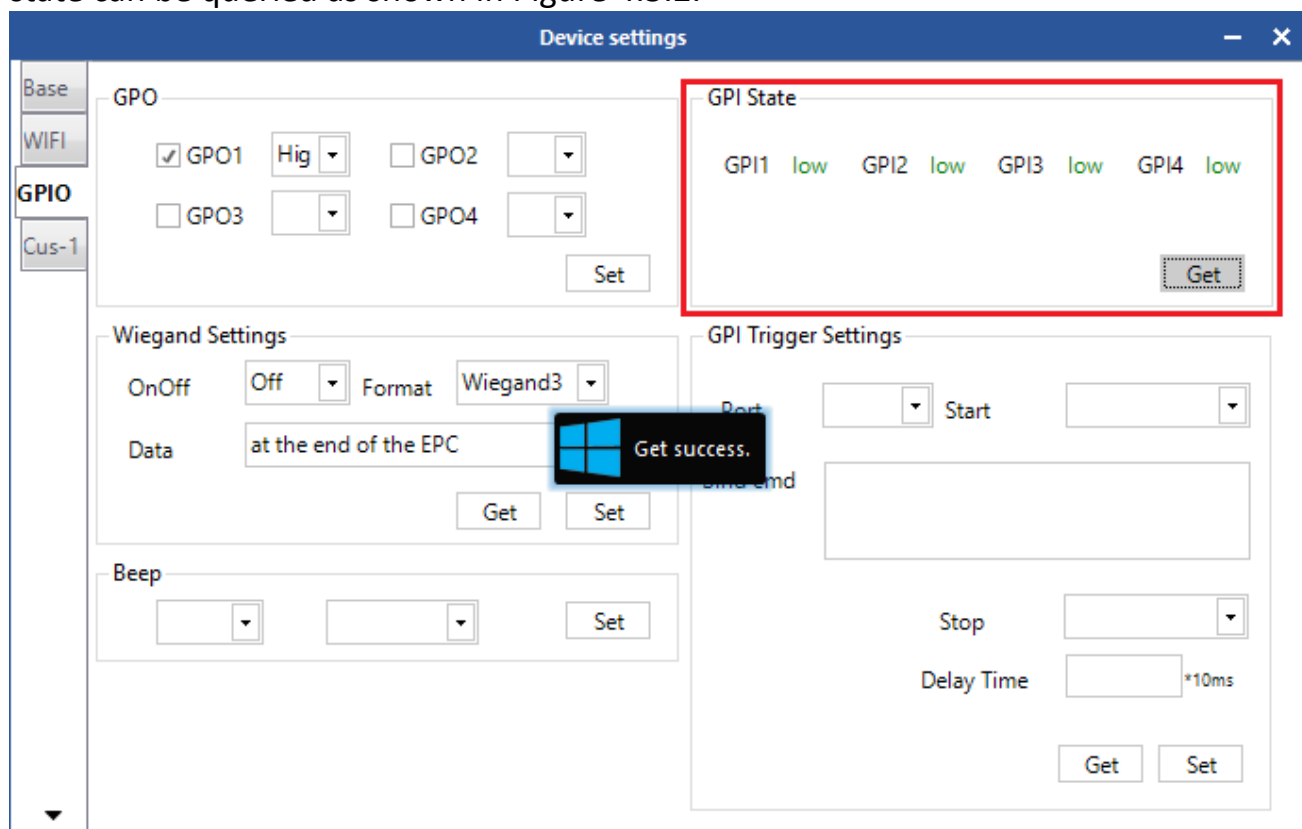 Device settings
Base
WIFI
GPIO
Cus-1
GPO
GPO1 Hig GPO2
GPO3 GPO4
Set
GPI State
GPI1 low GPI2 low GPI3 low GPI4 low
Get
Wiegand Settings
OnOff Off Format Wiegand3
Data at the end of the EPC
Get Set
Get success.
Beep
Set
GPI Trigger Settings
Port Start
cmd
Stop
Delay Time *10ms
Get Set